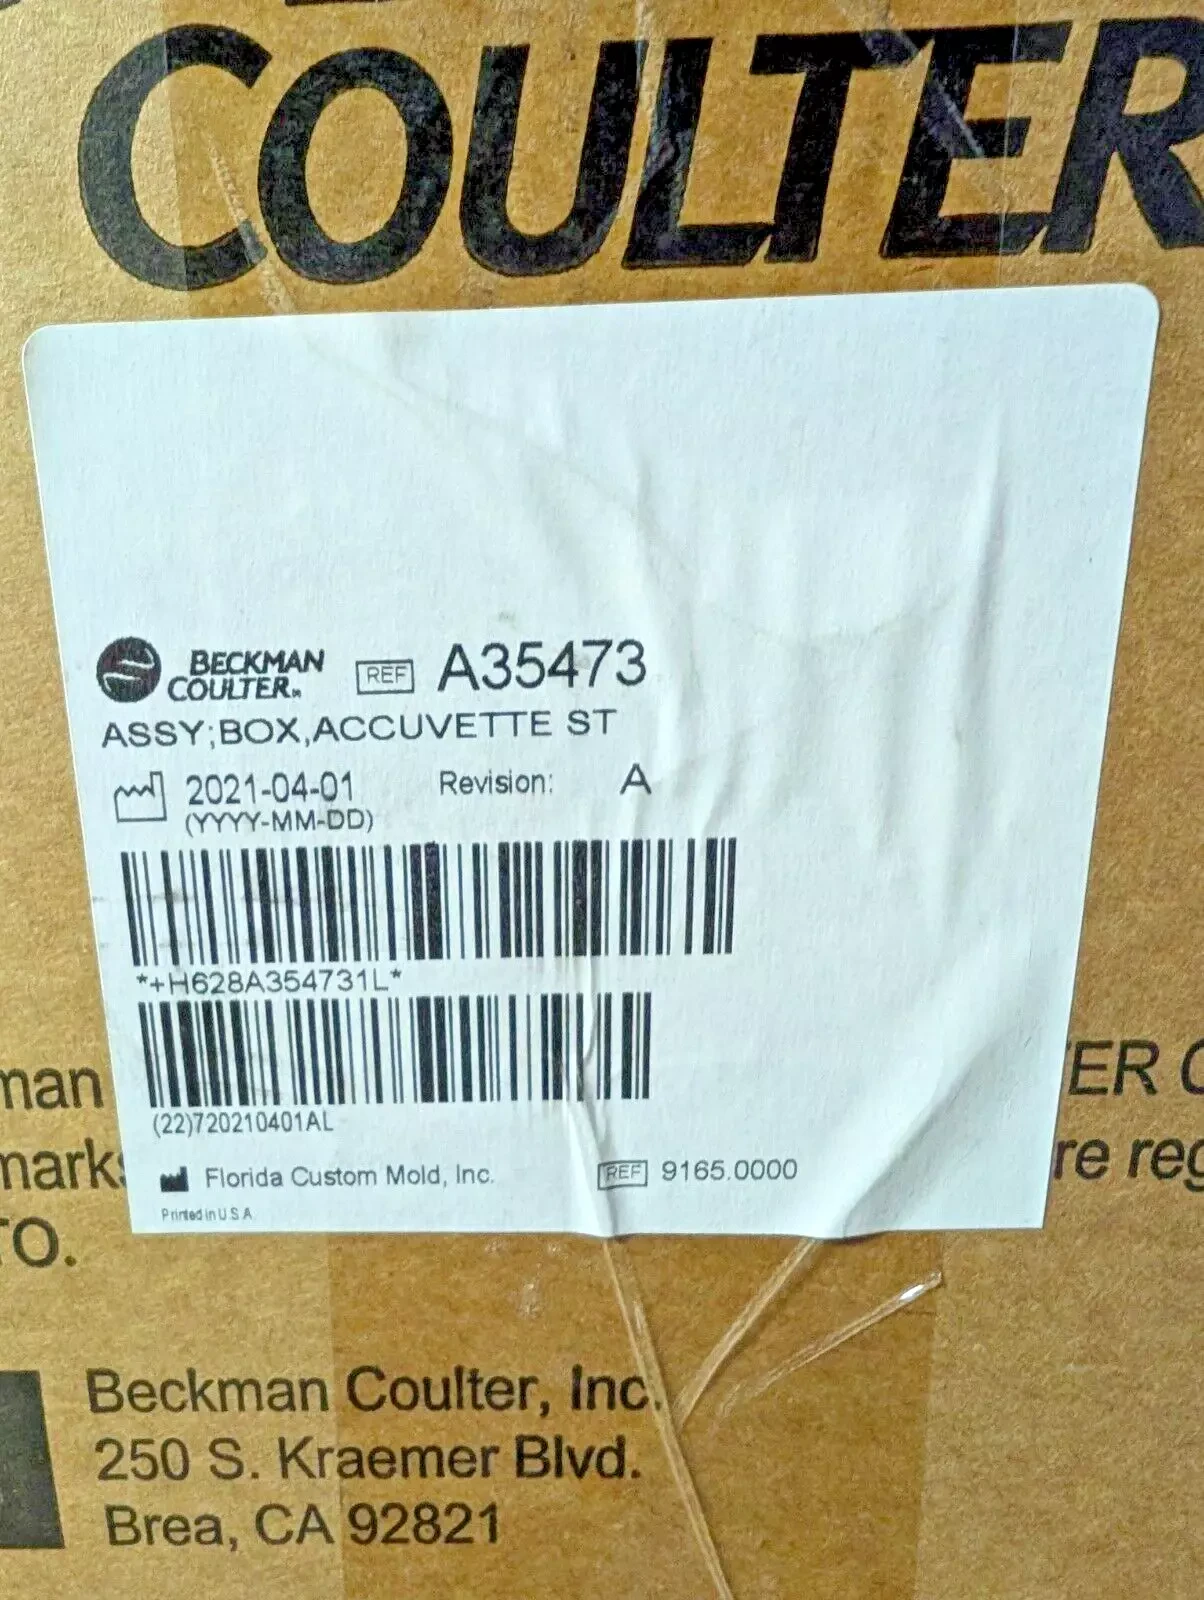 COULTER
BECKMAN
COULTER™
REF A35473
ASSY;BOX,ACCUVETTE ST
2021-04-01 Revision: A
(YYYY-MM-DD)
*+H628A354731L*
(22)720210401AL
Florida Custom Mold, Inc. REF 9165.0000
Printed in U S A
man ER C
marks re reg
TO.
Beckman Coulter, Inc.
250 S. Kraemer Blvd.
Brea, CA 92821